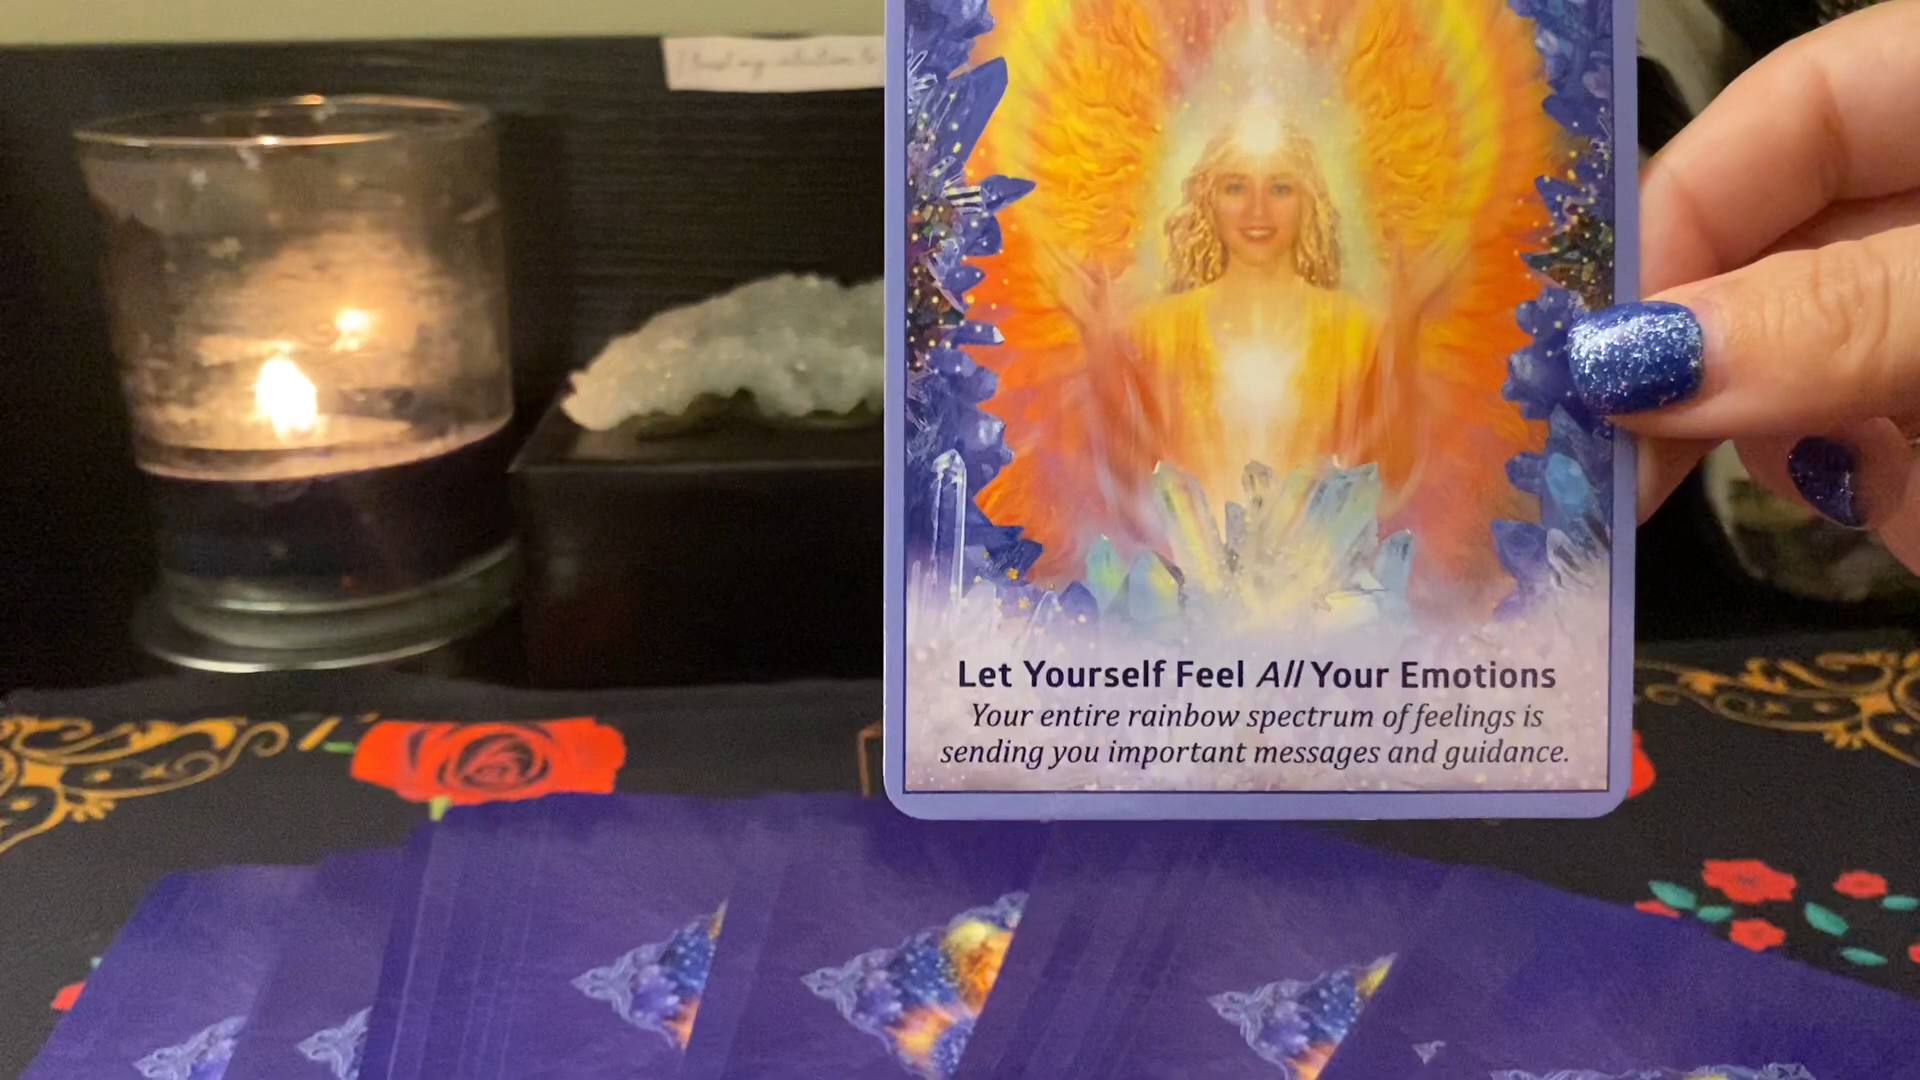 Let Yourself Feel All Your Emotions
Your entire rainbow spectrum of feelings is
sending you important messages and guidance.